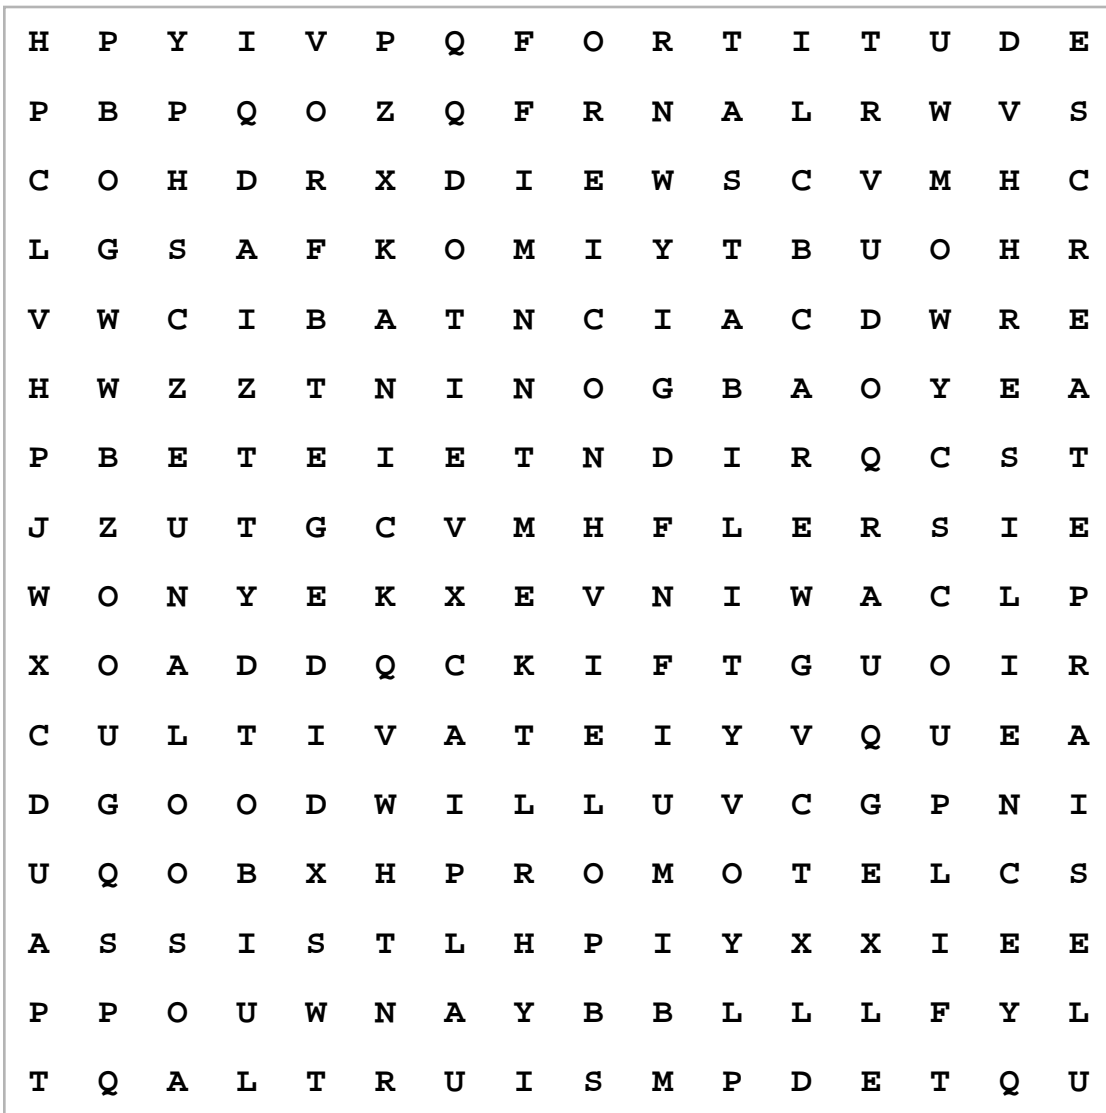 H P Y I V P Q F O R T I T U D E
P B P Q O Z Q F R N A L R W V S
C O H D R X D I E W S C V M H C
L G S A F K O M I Y T B U O H R
V W C I B A T N C I A C D W R E
H W Z Z T N I N O G B A O Y E A
P B E T E I E T N D I R Q C S T
J Z U T G C V M H F L E R S I E
W O N Y E K X E V N I W A C L P
X O A D D Q C K I F T G U O I R
C U L T I V A T E I Y V Q U E A
D G O O D W I L L U V C G P N I
U Q O B X H P R O M O T E L C S
A S S I S T L H P I Y X X I E E
P P O U W N A Y B B L L L F Y L
T Q A L T R U I S M P D E T Q U